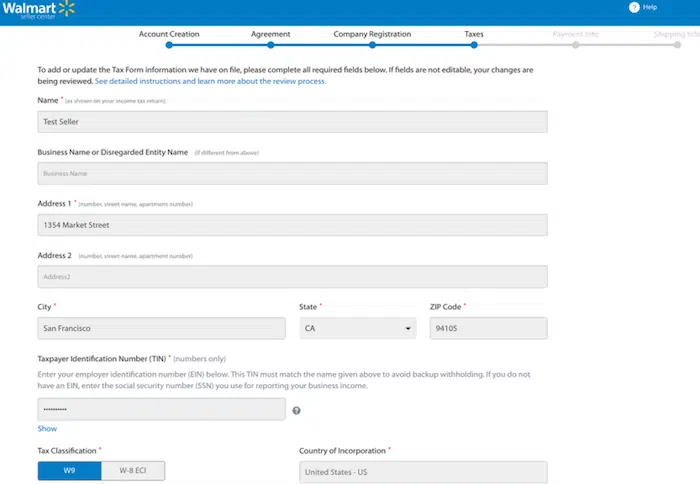 Walmart
seller center
Help
Account Creation Agreement Company Registration Taxes Payment Info Shipping Info
To add or update the Tax Form information we have on file, please complete all required fields below. If fields are not editable, your changes are
being reviewed. See detailed instructions and learn more about the review process.
Name * (as shown on your income tax return)
Test Seller
Business Name or Disregarded Entity Name (if different from above)
Business Name
Address 1 * (number, street name, apartment number)
1354 Market Street
Address 2 (number, street name, apartment number)
Address2
City * State * ZIP Code *
San Francisco CA 94105
Taxpayer Identification Number (TIN) * (numbers only)
Enter your employer identification number (EIN) below. This TIN must match the name given above to avoid backup withholding. If you do not
have an EIN, enter the social security number (SSN) you use for reporting your business income.
••••••••••
Show
Tax Classification * Country of Incorporation *
W9 W-8 ECI United States - US